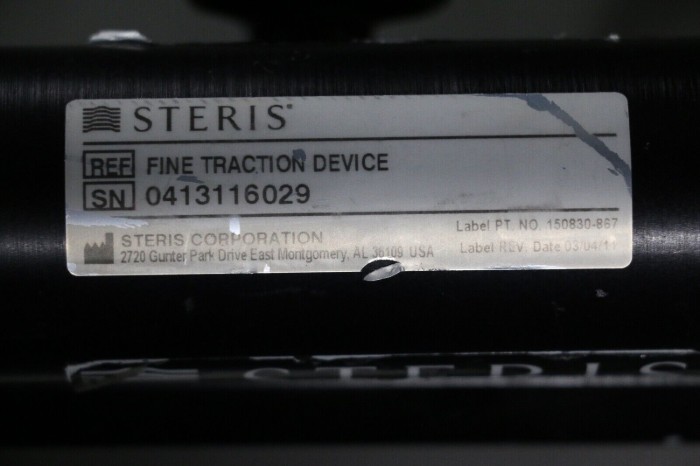 STERIS®
REF FINE TRACTION DEVICE
SN 0413116029
STERIS CORPORATION
2720 Gunter Park Drive East Montgomery, AL 36109 USA
Label PT. NO. 150830-867
Label REV. Date 03/04/
STERIS